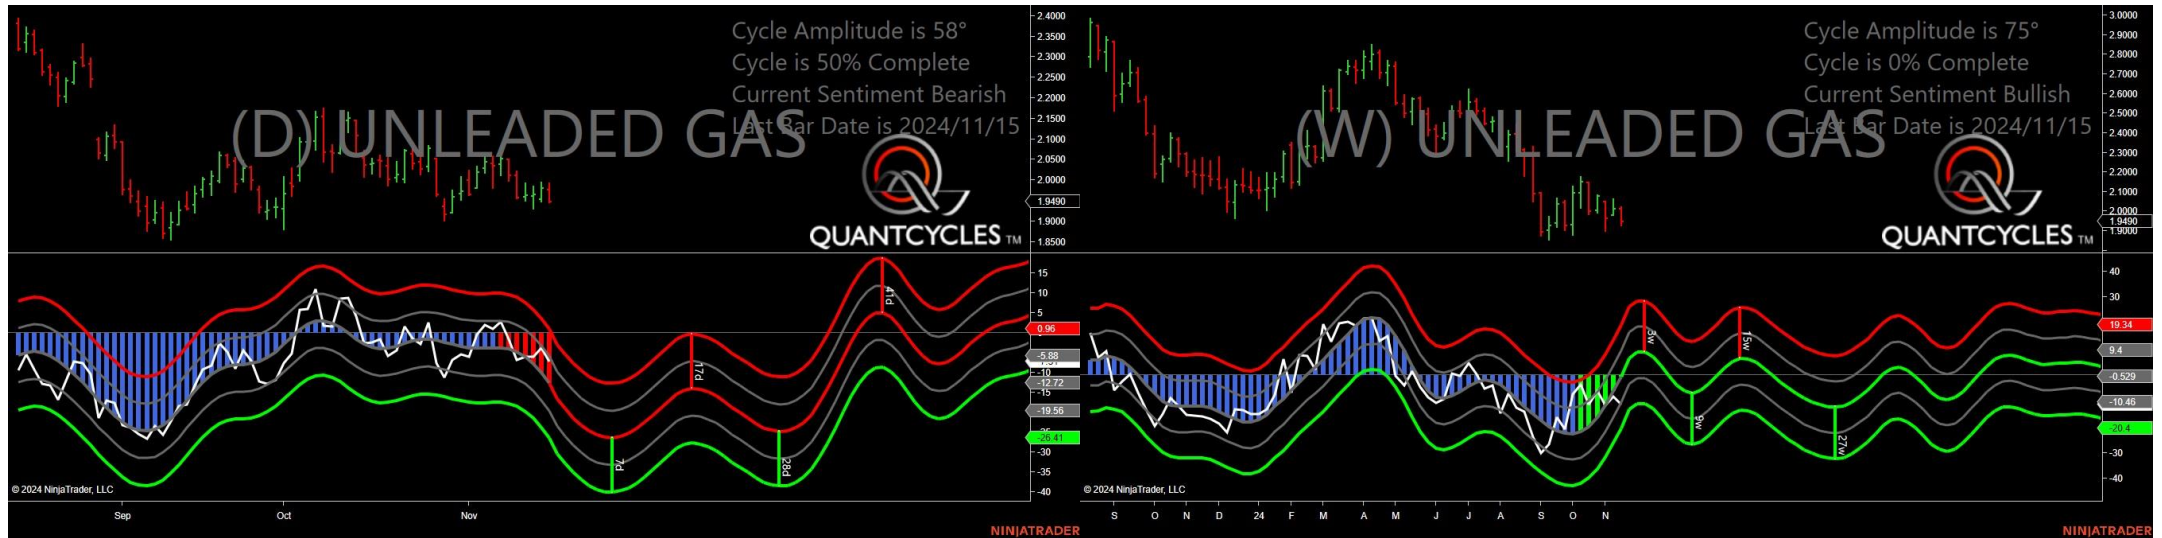 Cycle Amplitude is 58°
Cycle is 50% Complete
Current Sentiment Bearish
Last Bar Date is 2024/11/15
(D) UNLEADED GAS
QUANTCYCLES TM
2.4000
2.3500
2.3000
2.2500
2.2000
2.1500
2.1000
2.0500
2.0000
1.9490
1.9000
1.8500
15
10
5
0.96
-5.88
-10
-12.72
-15
-19.56
-26.41
-30
-35
-40
7d
17d
28d
41d
© 2024 NinjaTrader, LLC
Sep
Oct
Nov
NINJATRADER
Cycle Amplitude is 75°
Cycle is 0% Complete
Current Sentiment Bullish
Last Bar Date is 2024/11/15
(W) UNLEADED GAS
QUANTCYCLES TM
3.0000
2.9000
2.8000
2.7000
2.6000
2.5000
2.4000
2.3000
2.2000
2.1000
2.0000
1.9490
1.9000
40
30
19.34
9.4
-0.529
-10.46
-20.4
-30
-40
3w
9w
15w
27w
© 2024 NinjaTrader, LLC
S O N D 24 F M A M J J A S O N
NINJATRADER